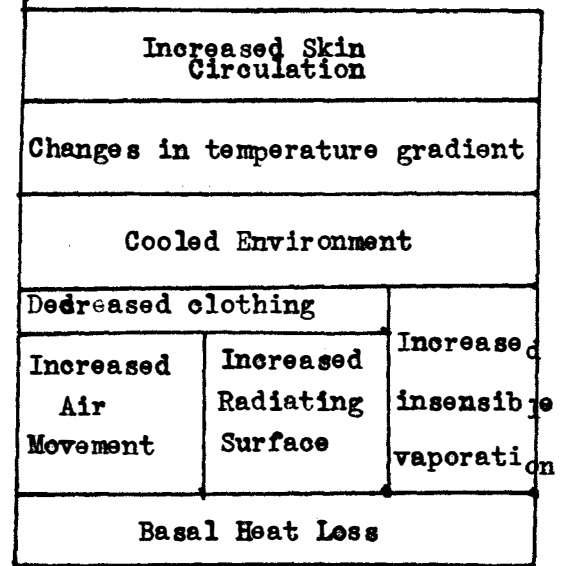 Increased Skin
Circulation
Changes in temperature gradient
Cooled Environment
Decreased clothing
Increased
Air
Movement
Increased
Radiating
Surface
Increased
insensible
vaporation
Basal Heat Loss